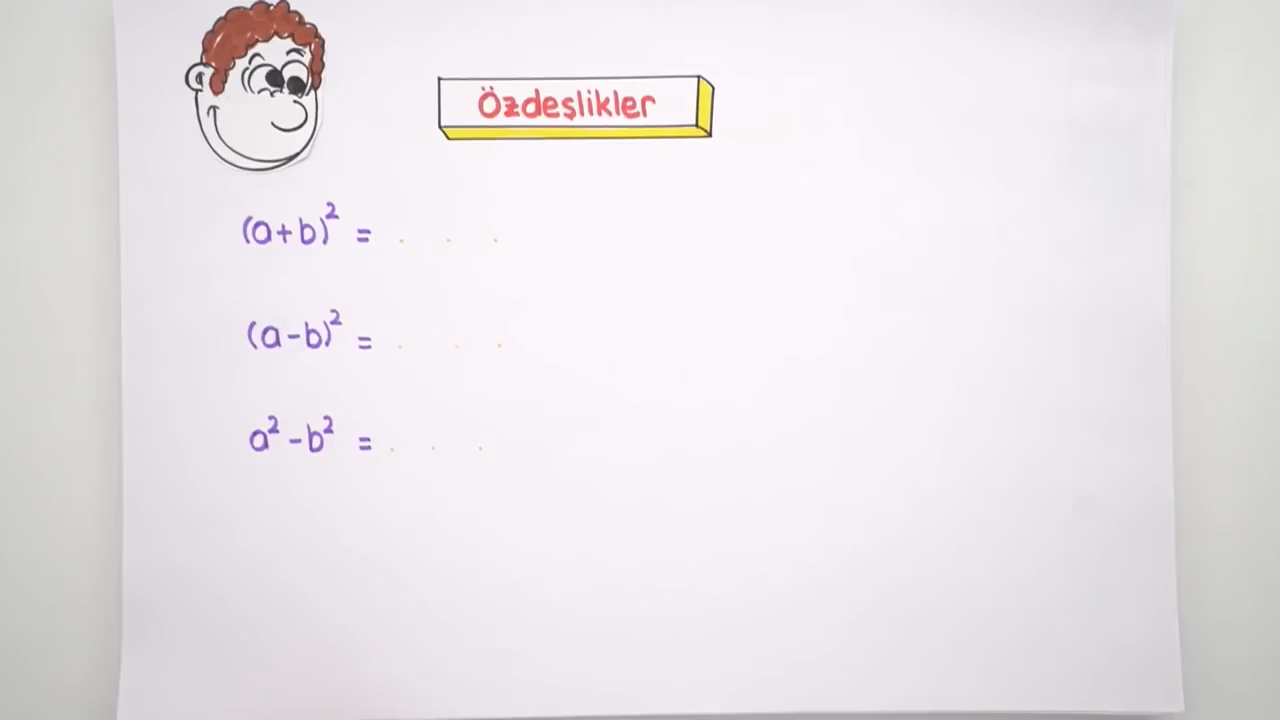 Özdeşlikler
(a+b)² = . . .
(a-b)² = . . .
a² - b² = . . .